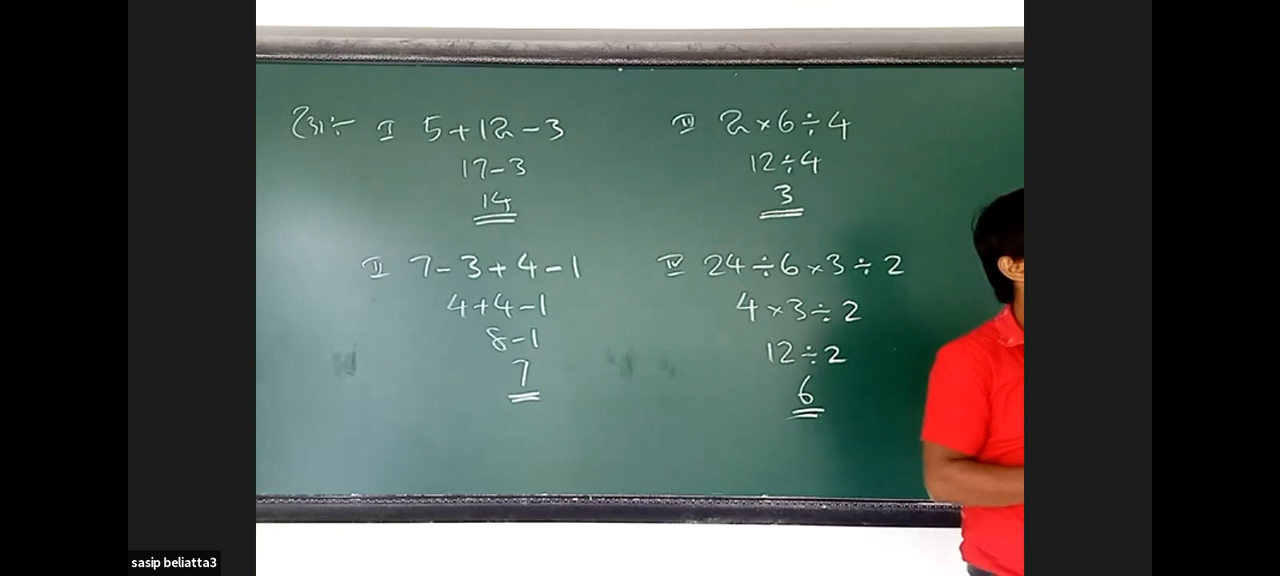 උදා:- I 5+12-3
17-3
14
II 7-3+4-1
4+4-1
8-1
7
III 2×6÷4
12÷4
3
IV 24÷6×3÷2
4×3÷2
12÷2
6
sasip beliatta3